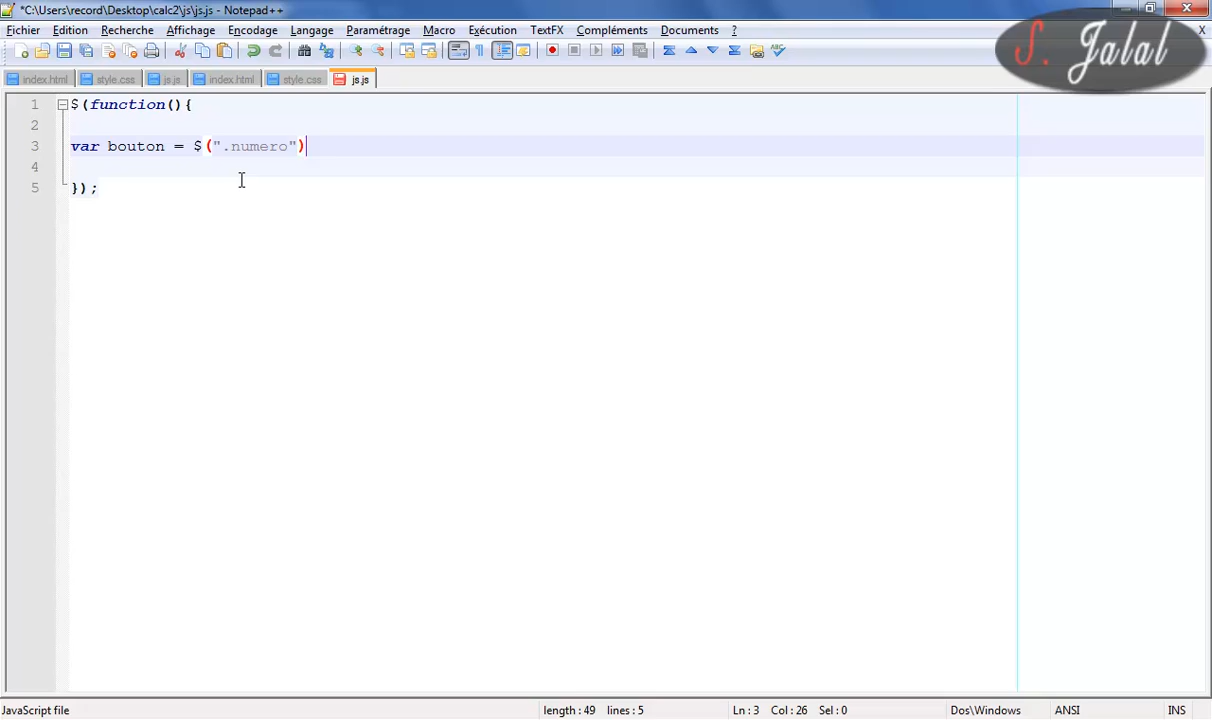 *C:\Users\record\Desktop\calc2\js\js.js - Notepad++
Fichier Edition Recherche Affichage Encodage Langage Paramétrage Macro Exécution TextFX Compléments Documents ? X
S. Jalal
index.html style.css js.js index.html style.css js.js
1 $(function(){
2
3 var bouton = $(".numero")
4
5 });
JavaScript file length : 49 lines : 5 Ln : 3 Col : 26 Sel : 0 Dos\Windows ANSI INS